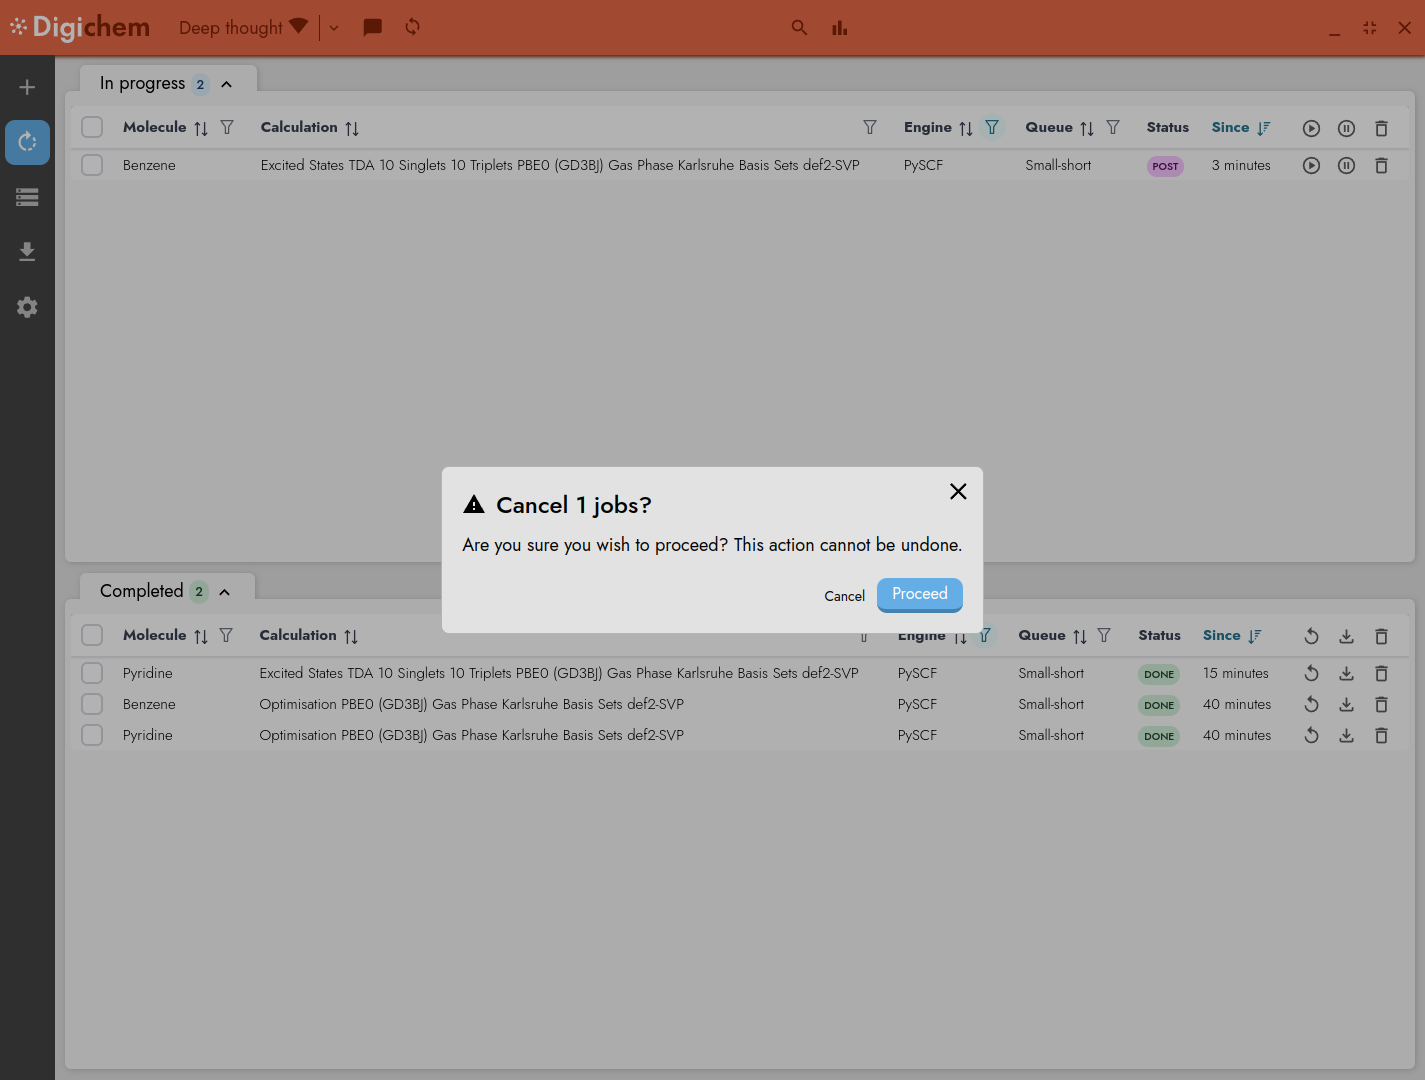 Digichem Deep thought
In progress 2
Molecule Calculation Engine Queue Status Since
Benzene Excited States TDA 10 Singlets 10 Triplets PBE0 (GD3BJ) Gas Phase Karlsruhe Basis Sets def2-SVP PySCF Small-short POST 3 minutes
Cancel 1 jobs?
Are you sure you wish to proceed? This action cannot be undone.
Cancel Proceed
Completed 2
Molecule Calculation Engine Queue Status Since
Pyridine Excited States TDA 10 Singlets 10 Triplets PBE0 (GD3BJ) Gas Phase Karlsruhe Basis Sets def2-SVP PySCF Small-short DONE 15 minutes
Benzene Optimisation PBE0 (GD3BJ) Gas Phase Karlsruhe Basis Sets def2-SVP PySCF Small-short DONE 40 minutes
Pyridine Optimisation PBE0 (GD3BJ) Gas Phase Karlsruhe Basis Sets def2-SVP PySCF Small-short DONE 40 minutes